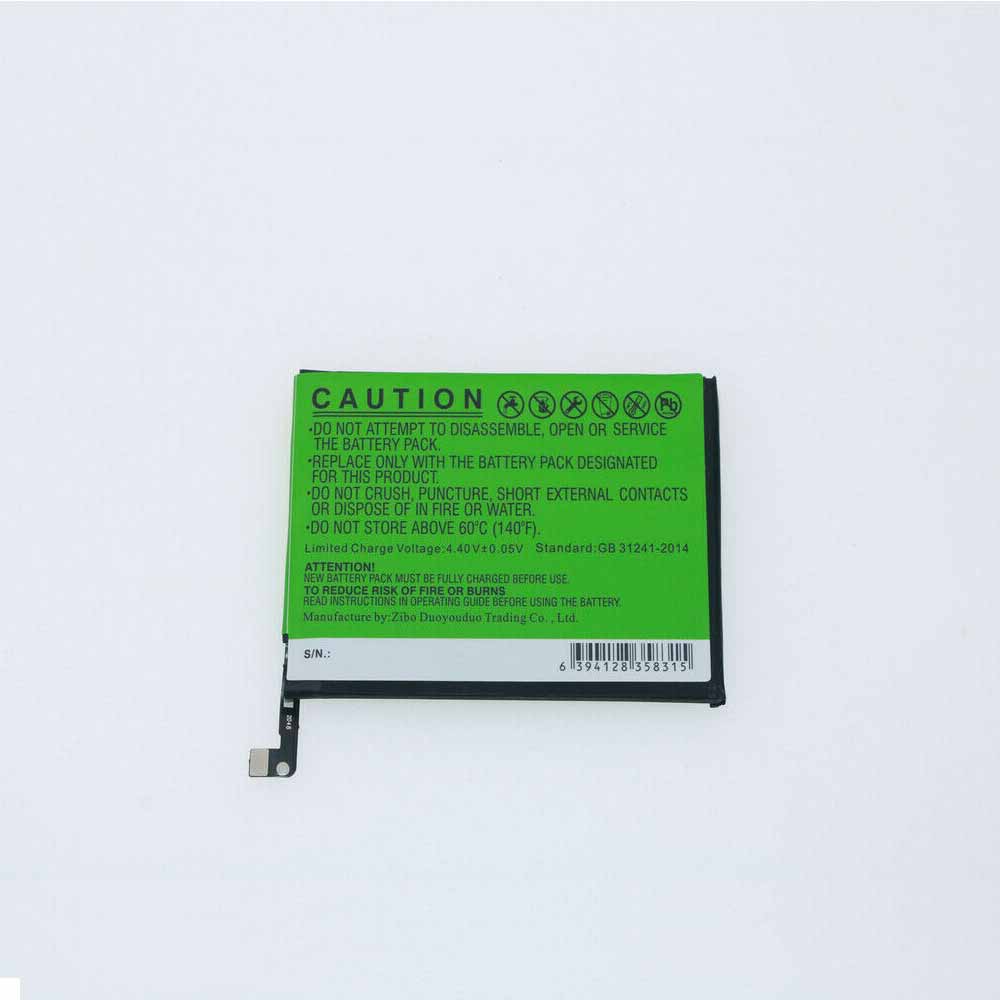 CAUTION Pb
·DO NOT ATTEMPT TO DISASSEMBLE, OPEN OR SERVICE
THE BATTERY PACK.
·REPLACE ONLY WITH THE BATTERY PACK DESIGNATED
FOR THIS PRODUCT.
·DO NOT CRUSH, PUNCTURE, SHORT EXTERNAL CONTACTS
OR DISPOSE OF IN FIRE OR WATER.
·DO NOT STORE ABOVE 60°C (140°F).
Limited Charge Voltage:4.40V±0.05V Standard:GB 31241-2014
ATTENTION!
NEW BATTERY PACK MUST BE FULLY CHARGED BEFORE USE.
TO REDUCE RISK OF FIRE OR BURNS
READ INSTRUCTIONS IN OPERATING GUIDE BEFORE USING THE BATTERY.
Manufacture by:Zibo Duoyouduo Trading Co. , Ltd.
S/N.:
6 394128 358315
2048